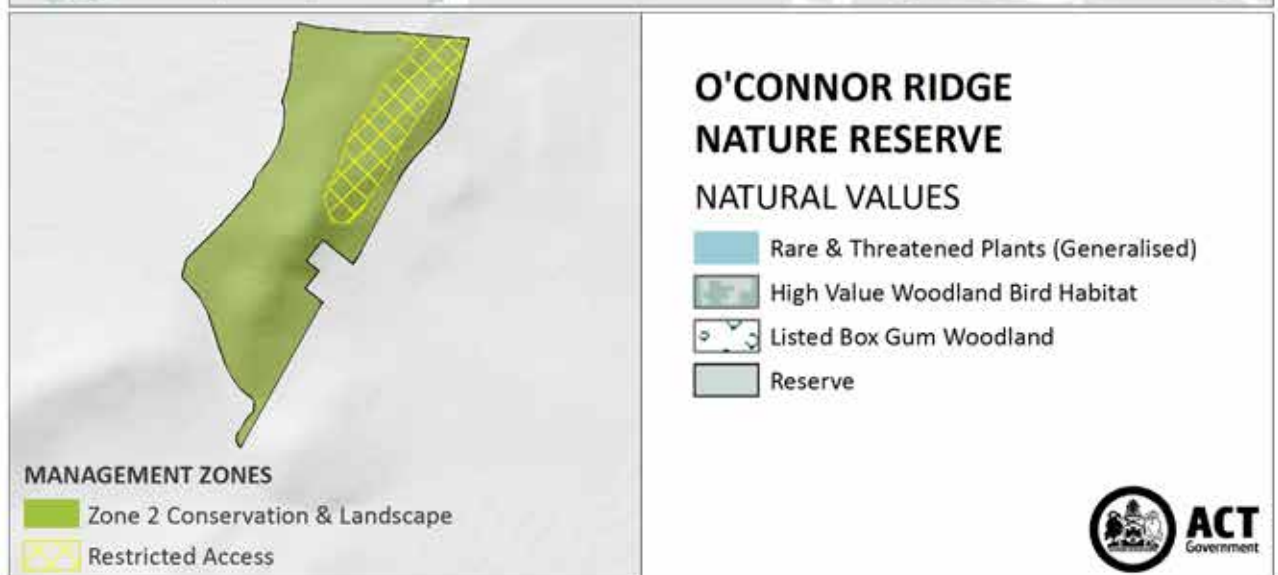 MANAGEMENT ZONES
Zone 2 Conservation & Landscape
Restricted Access
O'CONNOR RIDGE
NATURE RESERVE
NATURAL VALUES
Rare & Threatened Plants (Generalised)
High Value Woodland Bird Habitat
Listed Box Gum Woodland
Reserve
ACT
Government